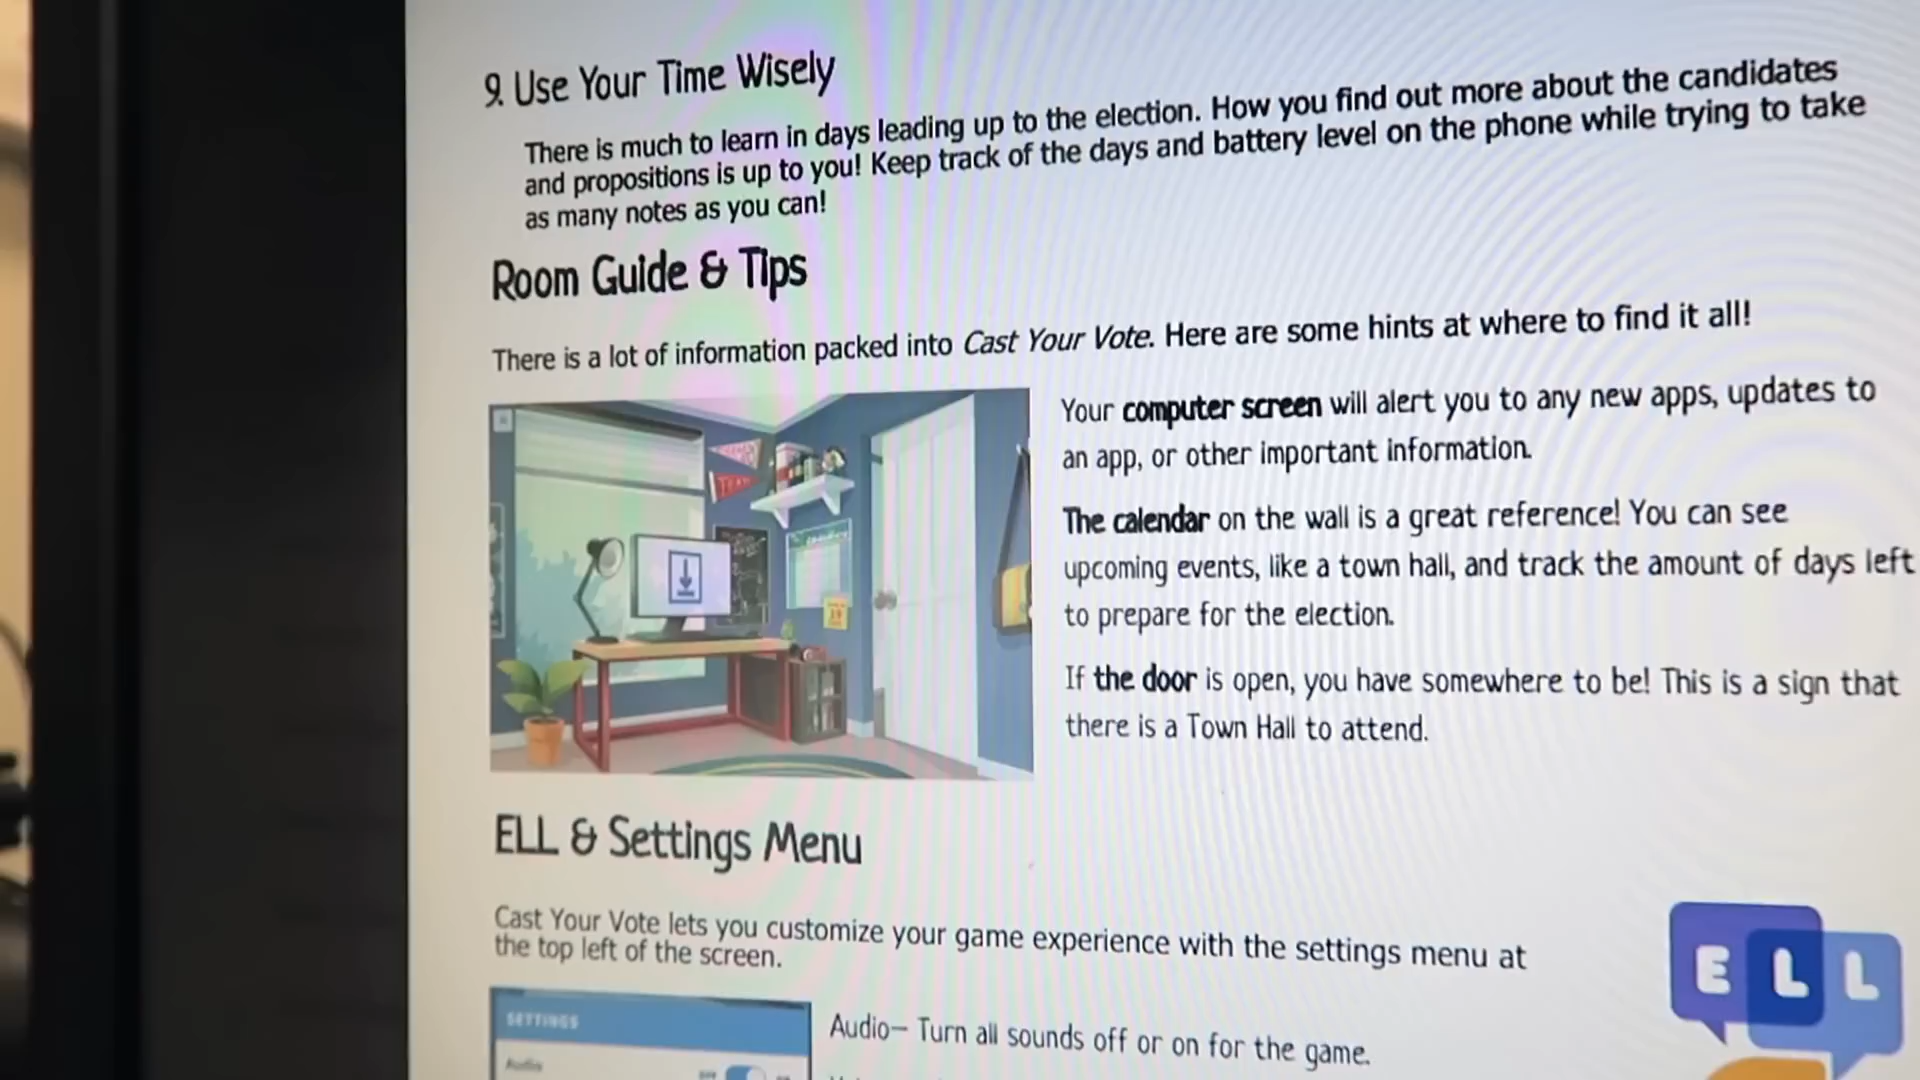 9. Use Your Time Wisely
There is much to learn in days leading up to the election. How you find out more about the candidates
and propositions is up to you! Keep track of the days and battery level on the phone while trying to take
as many notes as you can!
Room Guide & Tips
There is a lot of information packed into Cast Your Vote. Here are some hints at where to find it all!
Your computer screen will alert you to any new apps, updates to
an app, or other important information.
The calendar on the wall is a great reference! You can see
upcoming events, like a town hall, and track the amount of days left
to prepare for the election.
If the door is open, you have somewhere to be! This is a sign that
there is a Town Hall to attend.
TEAM
ELL & Settings Menu
Cast Your Vote lets you customize your game experience with the settings menu at
the top left of the screen.
E L L
SETTINGS
Audio
OFF
Audio– Turn all sounds off or on for the game.